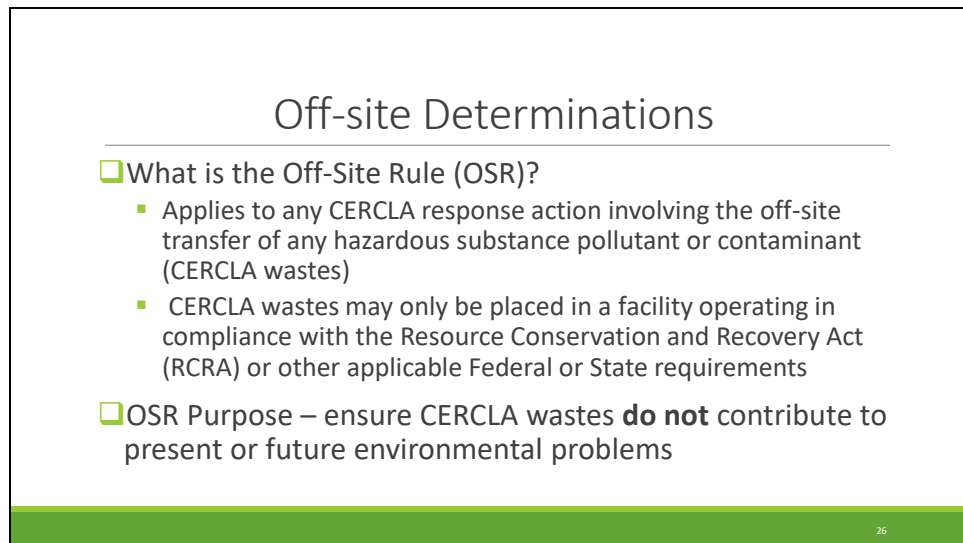 Off-site Determinations
What is the Off-Site Rule (OSR)?
Applies to any CERCLA response action involving the off-site
transfer of any hazardous substance pollutant or contaminant
(CERCLA wastes)
CERCLA wastes may only be placed in a facility operating in
compliance with the Resource Conservation and Recovery Act
(RCRA) or other applicable Federal or State requirements
OSR Purpose – ensure CERCLA wastes do not contribute to
present or future environmental problems
26